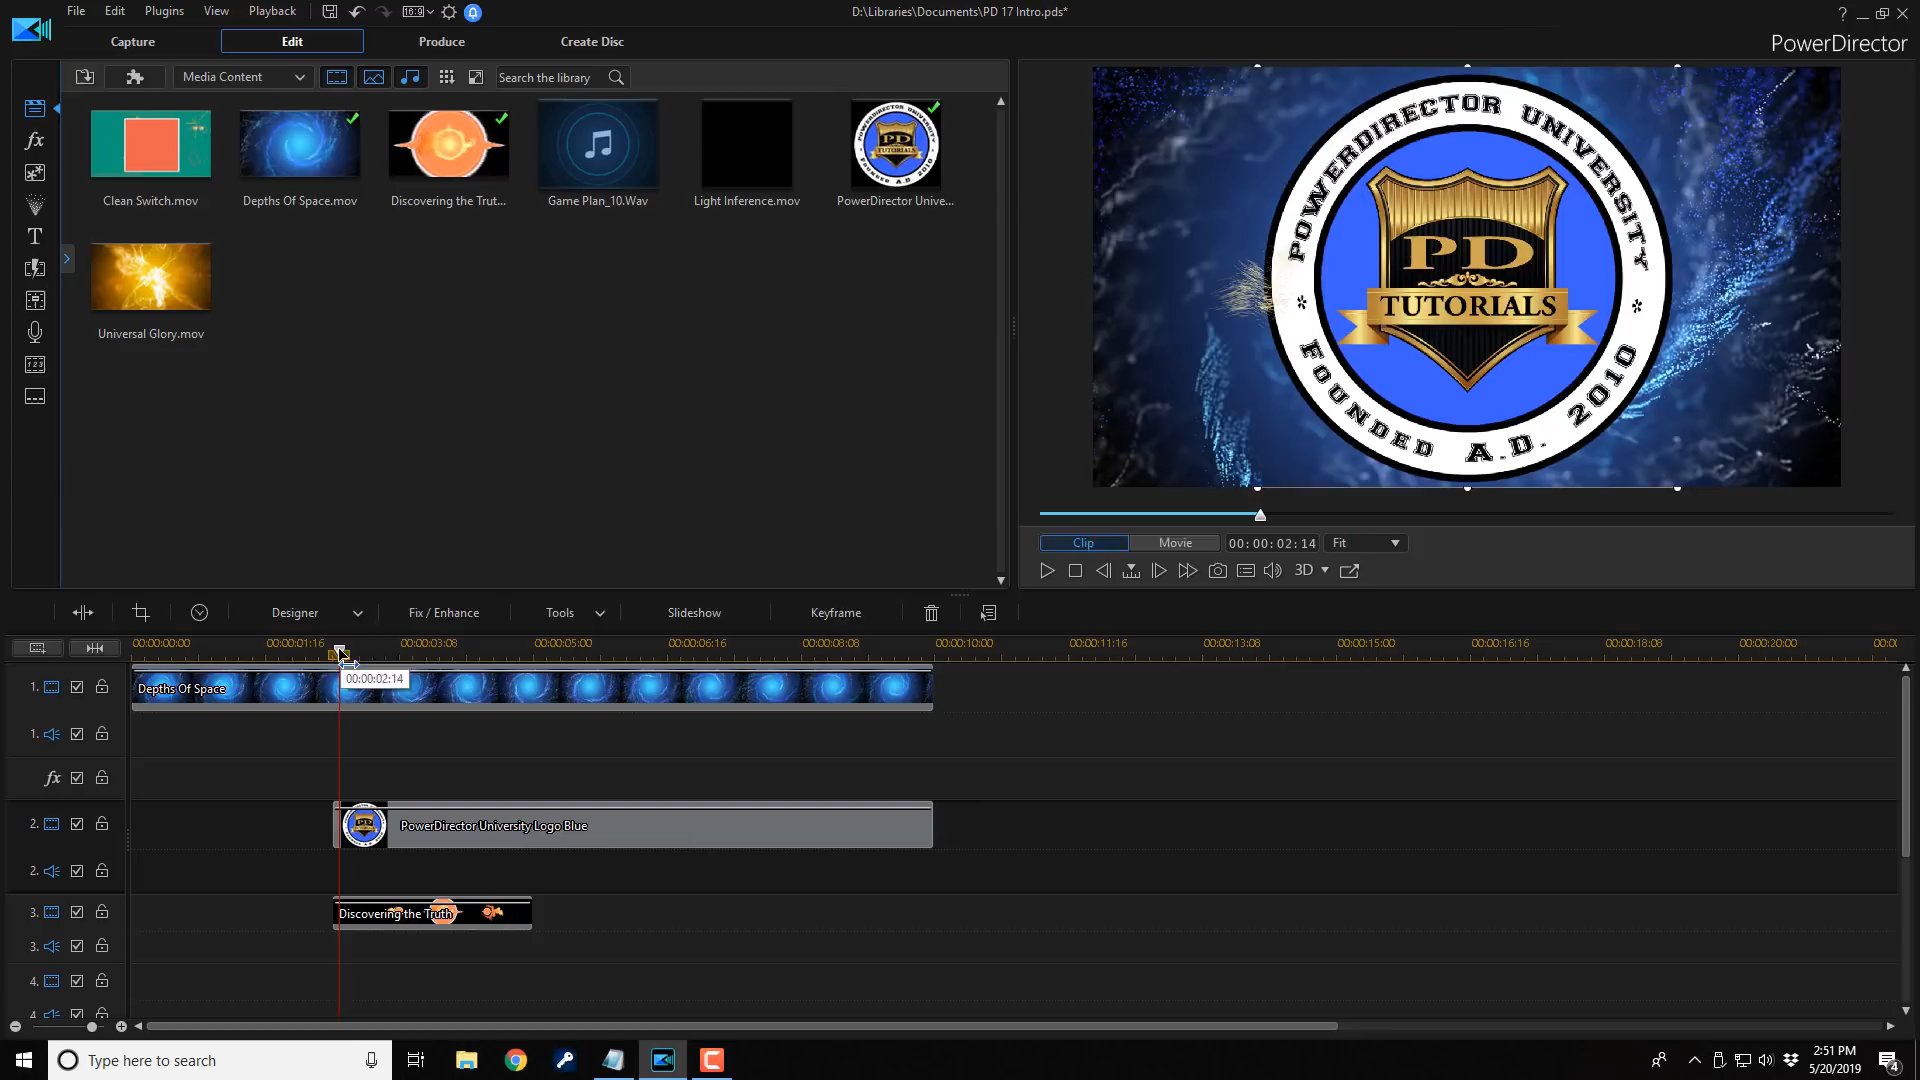 File Edit Plugins View Playback 16:9 D:\Libraries\Documents\PD 17 Intro.pds*
PowerDirector
Capture Edit Produce Create Disc
Media Content Search the library
Clean Switch.mov Depths Of Space.mov Discovering the Trut... Game Plan_10.Wav Light Inference.mov PowerDirector Unive...
Universal Glory.mov
POWERDIRECTOR UNIVERSITY
PD
TUTORIALS
* FOUNDED A.D. 2010 *
Clip Movie 00:00:02:14 Fit
3D
Designer Fix / Enhance Tools Slideshow Keyframe
00:00:00:00 00:00:01:16 00:00:03:08 00:00:05:00 00:00:06:16 00:00:08:08 00:00:10:00 00:00:11:16 00:00:13:08 00:00:15:00 00:00:16:16 00:00:18:08 00:00:20:00 00:0
00:00:02:14
1. Depths Of Space
1.
fx
2. PowerDirector University Logo Blue
2.
3. Discovering the Truth
3.
4.
4.
Type here to search
2:51 PM
5/20/2019
4